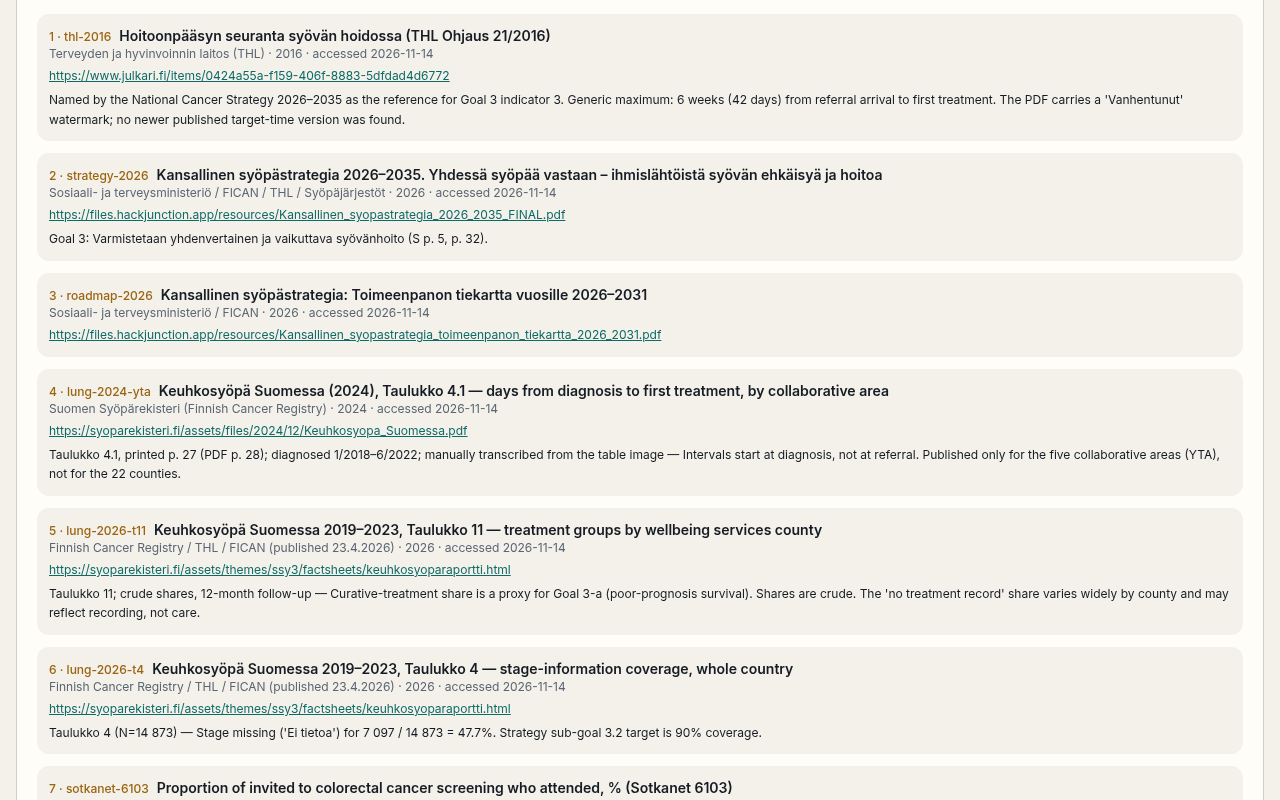 1 · thl-2016 Hoitoonpääsyn seuranta syövän hoidossa (THL Ohjaus 21/2016)
Terveyden ja hyvinvoinnin laitos (THL) · 2016 · accessed 2026-11-14
https://www.julkari.fi/items/0424a55a-f159-406f-8883-5dfdad4d6772
Named by the National Cancer Strategy 2026–2035 as the reference for Goal 3 indicator 3. Generic maximum: 6 weeks (42 days) from referral arrival to first treatment. The PDF carries a 'Vanhentunut'
watermark; no newer published target-time version was found.
2 · strategy-2026 Kansallinen syöpästrategia 2026–2035. Yhdessä syöpää vastaan – ihmislähtöistä syövän ehkäisyä ja hoitoa
Sosiaali- ja terveysministeriö / FICAN / THL / Syöpäjärjestöt · 2026 · accessed 2026-11-14
https://files.hackjunction.app/resources/Kansallinen_syopastrategia_2026_2035_FINAL.pdf
Goal 3: Varmistetaan yhdenvertainen ja vaikuttava syövänhoito (S p. 5, p. 32).
3 · roadmap-2026 Kansallinen syöpästrategia: Toimeenpanon tiekartta vuosille 2026–2031
Sosiaali- ja terveysministeriö / FICAN · 2026 · accessed 2026-11-14
https://files.hackjunction.app/resources/Kansallinen_syopastrategia_toimeenpanon_tiekartta_2026_2031.pdf
4 · lung-2024-yta Keuhkosyöpä Suomessa (2024), Taulukko 4.1 — days from diagnosis to first treatment, by collaborative area
Suomen Syöpärekisteri (Finnish Cancer Registry) · 2024 · accessed 2026-11-14
https://syoparekisteri.fi/assets/files/2024/12/Keuhkosyopa_Suomessa.pdf
Taulukko 4.1, printed p. 27 (PDF p. 28); diagnosed 1/2018–6/2022; manually transcribed from the table image — Intervals start at diagnosis, not at referral. Published only for the five collaborative areas (YTA),
not for the 22 counties.
5 · lung-2026-t11 Keuhkosyöpä Suomessa 2019–2023, Taulukko 11 — treatment groups by wellbeing services county
Finnish Cancer Registry / THL / FICAN (published 23.4.2026) · 2026 · accessed 2026-11-14
https://syoparekisteri.fi/assets/themes/ssy3/factsheets/keuhkosyoparaportti.html
Taulukko 11; crude shares, 12-month follow-up — Curative-treatment share is a proxy for Goal 3-a (poor-prognosis survival). Shares are crude. The 'no treatment record' share varies widely by county and may
reflect recording, not care.
6 · lung-2026-t4 Keuhkosyöpä Suomessa 2019–2023, Taulukko 4 — stage-information coverage, whole country
Finnish Cancer Registry / THL / FICAN (published 23.4.2026) · 2026 · accessed 2026-11-14
https://syoparekisteri.fi/assets/themes/ssy3/factsheets/keuhkosyoparaportti.html
Taulukko 4 (N=14 873) — Stage missing ('Ei tietoa') for 7 097 / 14 873 = 47.7%. Strategy sub-goal 3.2 target is 90% coverage.
7 · sotkanet-6103 Proportion of invited to colorectal cancer screening who attended, % (Sotkanet 6103)